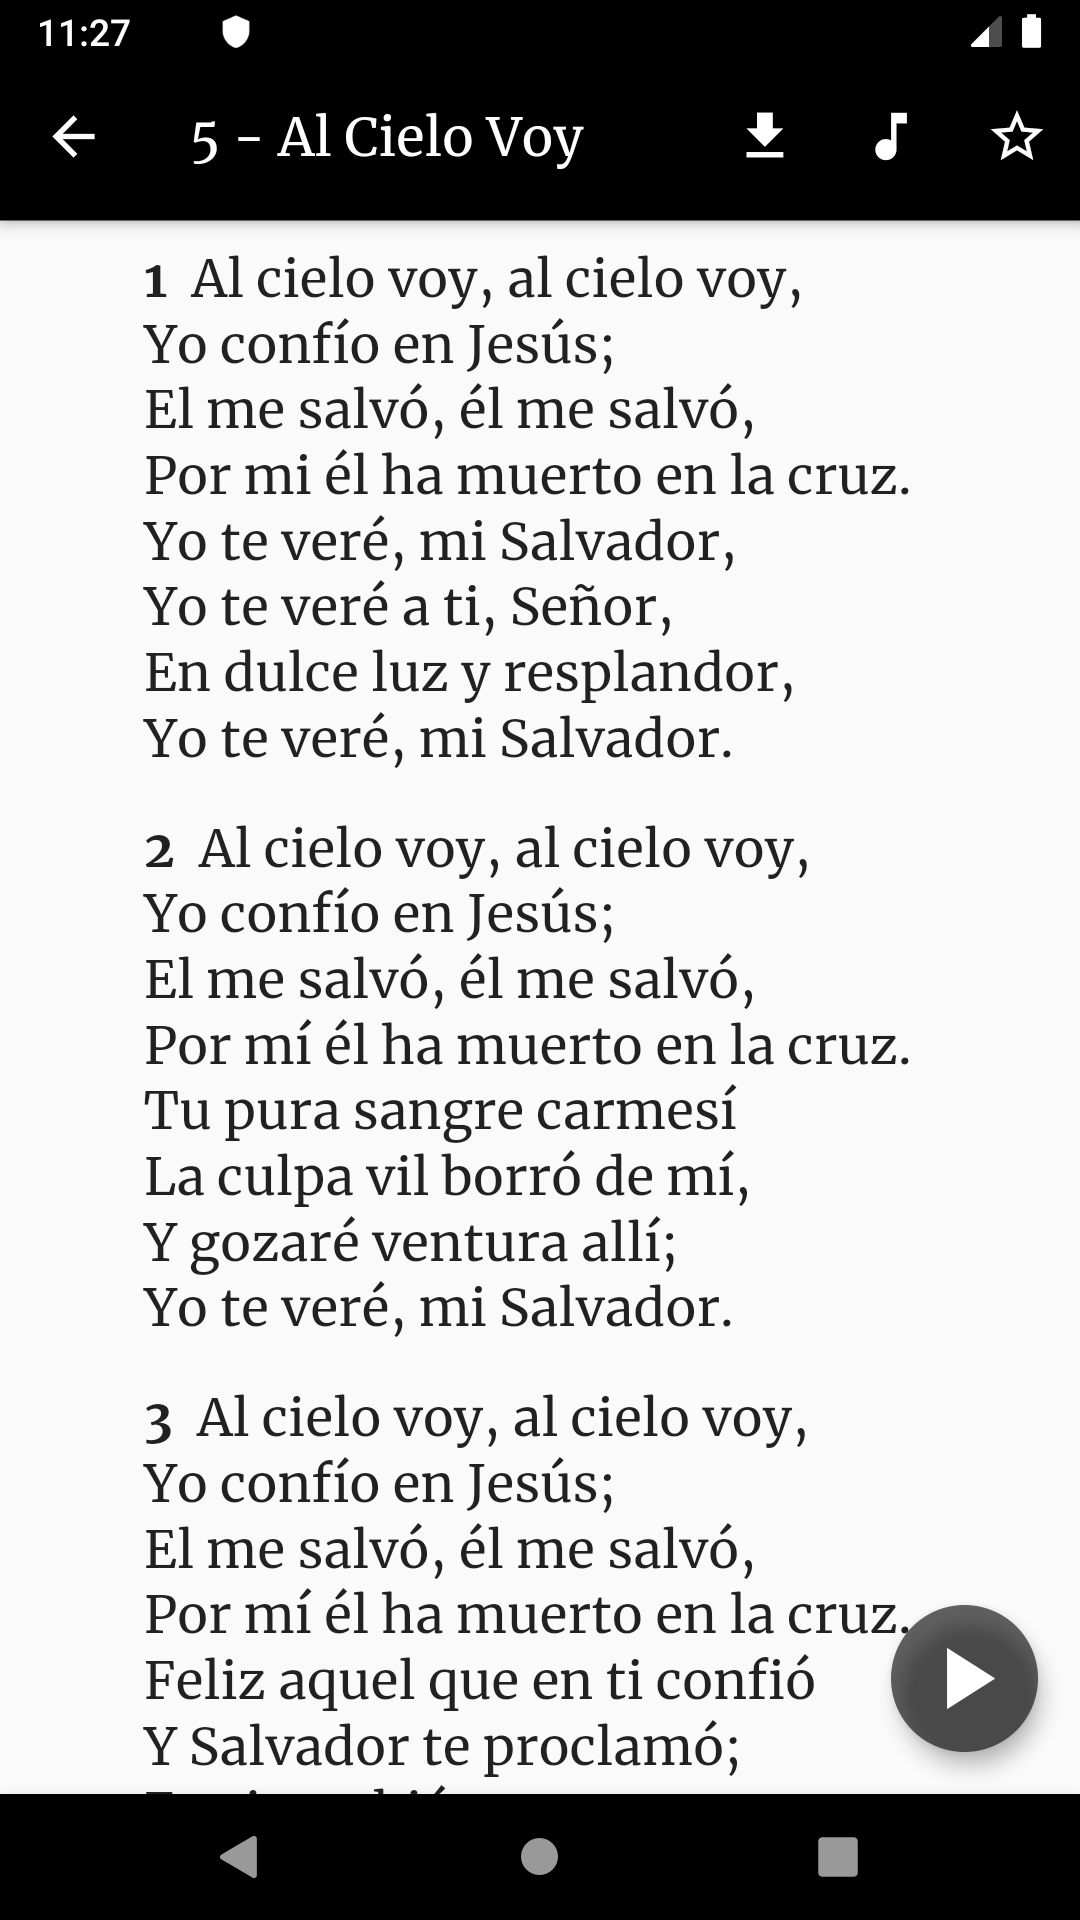 11:27
5 - Al Cielo Voy
1 Al cielo voy, al cielo voy,
Yo confío en Jesús;
El me salvó, él me salvó,
Por mi él ha muerto en la cruz.
Yo te veré, mi Salvador,
Yo te veré a ti, Señor,
En dulce luz y resplandor,
Yo te veré, mi Salvador.
2 Al cielo voy, al cielo voy,
Yo confío en Jesús;
El me salvó, él me salvó,
Por mí él ha muerto en la cruz.
Tu pura sangre carmesí
La culpa vil borró de mí,
Y gozaré ventura allí;
Yo te veré, mi Salvador.
3 Al cielo voy, al cielo voy,
Yo confío en Jesús;
El me salvó, él me salvó,
Por mí él ha muerto en la cruz.
Feliz aquel que en ti confió
Y Salvador te proclamó;